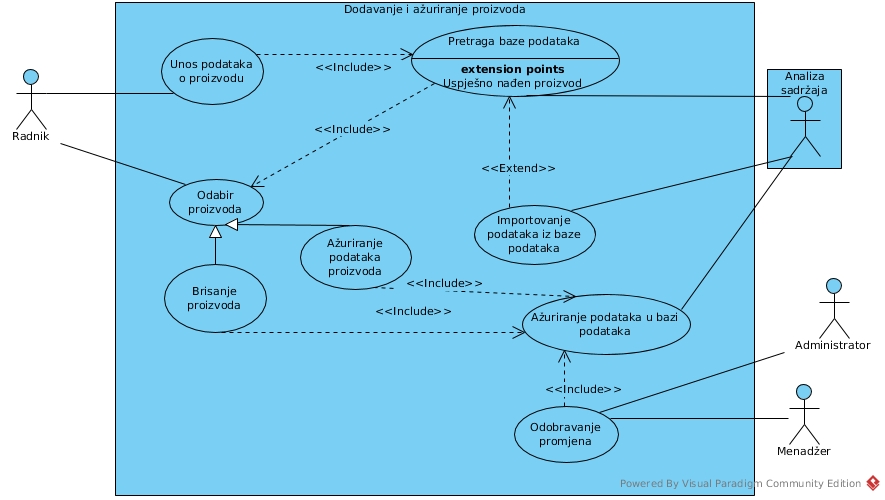 Dodavanje i ažuriranje proizvoda
Unos podataka
o proizvodu
<<Include>>
Pretraga baze podataka
extension points
Uspješno nađen proizvod
Analiza
sadržaja
Radnik
<<Include>>
<<Extend>>
Odabir
proizvoda
Importovanje
podataka iz baze
podataka
Ažuriranje
podataka
proizvoda
<<Include>>
Brisanje
proizvoda
<<Include>>
Ažuriranje podataka u bazi
podataka
Administrator
<<Include>>
Odobravanje
promjena
Menadžer
Powered By Visual Paradigm Community Edition